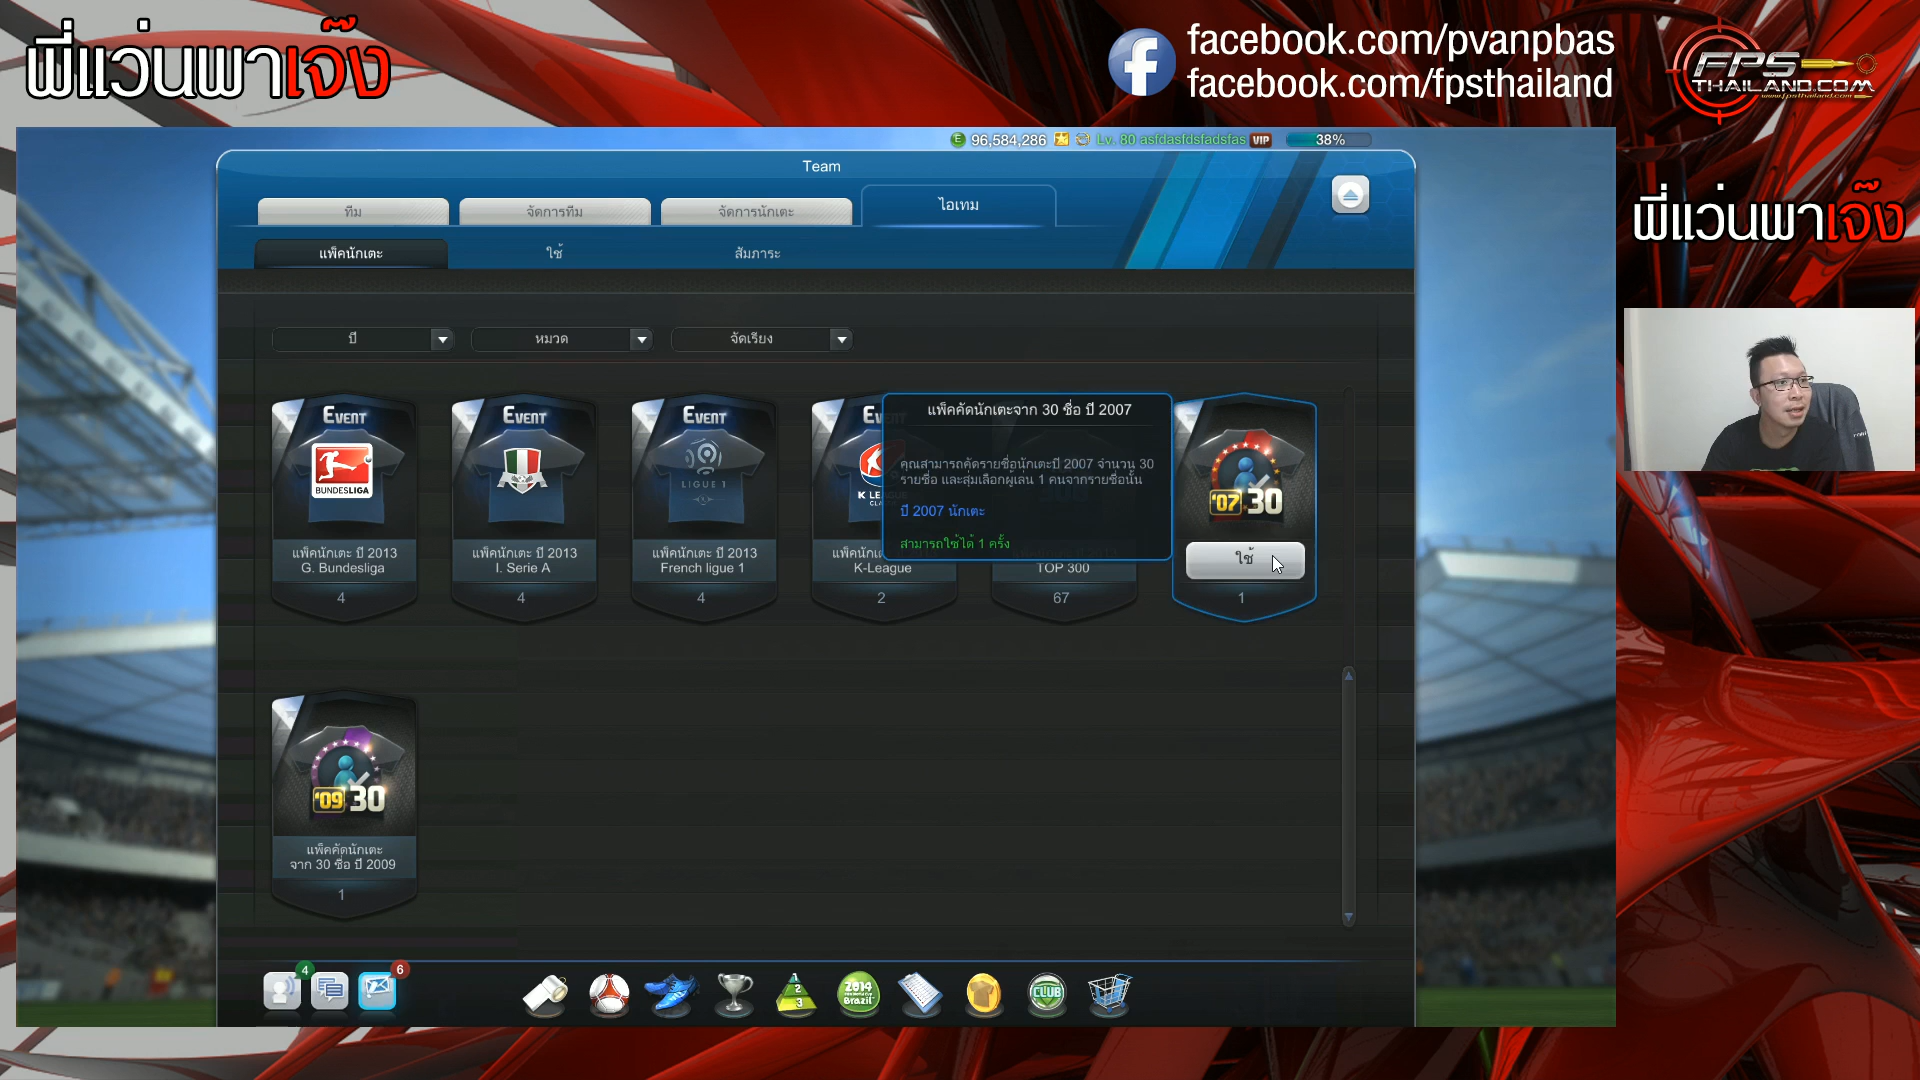 พี่แว่นพาเจ๊ง
facebook.com/pvanpbas
facebook.com/fpsthailand
FPS
THAILAND.COM
www.fpsthailand.com
E 96,584,286 Lv. 80 asfdasfdsfadsfas VIP 38%
Team
ทีม จัดการทีม จัดการนักเตะ ไอเทม
แพ็คนักเตะ ใช้ สัมภาระ
พี่แว่นพาเจ๊ง
ปี หมวด จัดเรียง
EVENT
BUNDESLIGA
แพ็คนักเตะ ปี 2013
G. Bundesliga
4
EVENT
แพ็คนักเตะ ปี 2013
I. Serie A
4
EVENT
LIGUE 1
แพ็คนักเตะ ปี 2013
French ligue 1
4
K-League
2
TOP 300
67
แพ็คคัดนักเตะจาก 30 ชื่อ ปี 2007
คุณสามารถคัดรายชื่อนักเตะปี 2007 จำนวน 30
รายชื่อ และสุ่มเลือกผู้เล่น 1 คนจากรายชื่อนั้น
ปี 2007 นักเตะ
สามารถใช้ได้ 1 ครั้ง
'07 30
ใช้
1
'09 30
แพ็คคัดนักเตะ
จาก 30 ชื่อ ปี 2009
1
4 6
1
2
3
2014
Brazil
CLUB